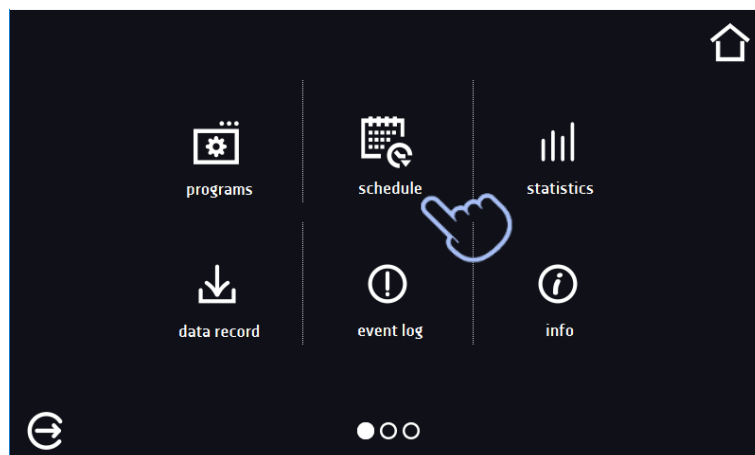 programs
schedule
statistics
data record
event log
info